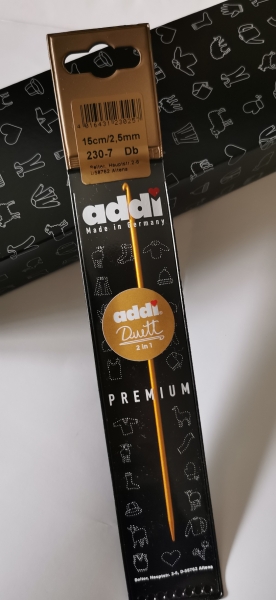 15cm/2,5mm
230-7 Db
addi
Made in Germany
addi
Duett
2 in 1
PREMIUM